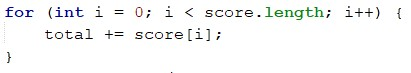 for (int i = 0; i < score.length; i++) {
    total += score[i];
}